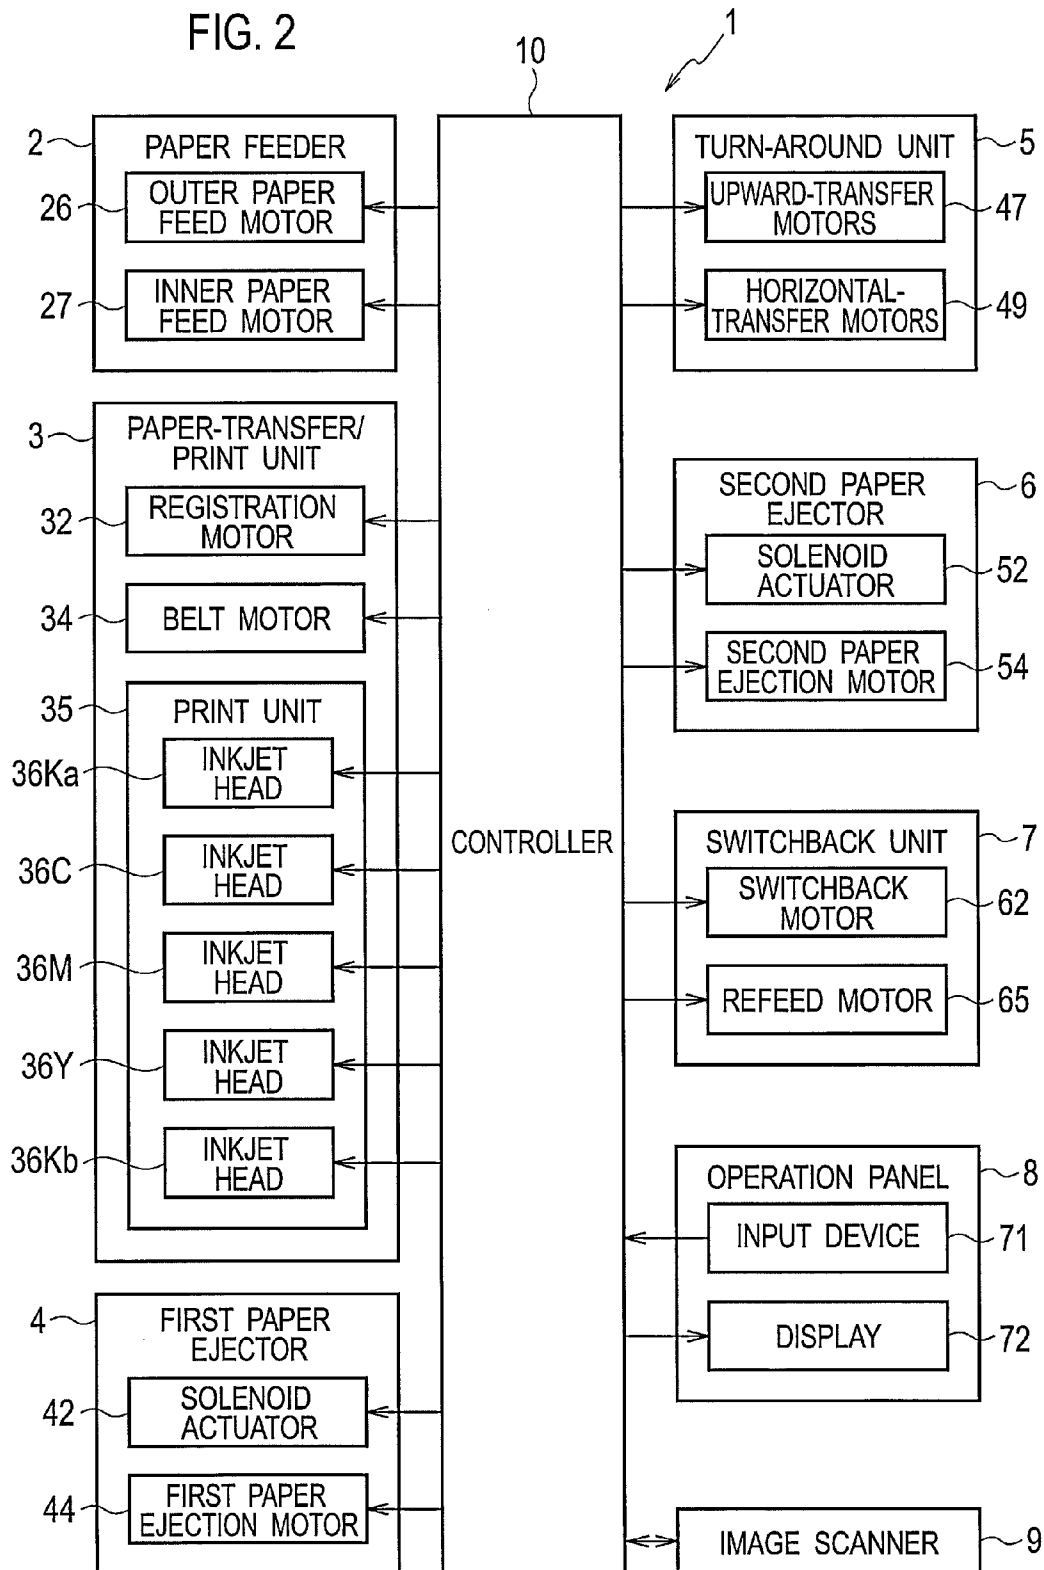 FIG. 2
1
10
2
PAPER FEEDER
26
OUTER PAPER
FEED MOTOR
27
INNER PAPER
FEED MOTOR
3
PAPER-TRANSFER/
PRINT UNIT
32
REGISTRATION
MOTOR
34
BELT MOTOR
35
PRINT UNIT
36Ka
INKJET
HEAD
36C
INKJET
HEAD
36M
INKJET
HEAD
36Y
INKJET
HEAD
36Kb
INKJET
HEAD
4
FIRST PAPER
EJECTOR
42
SOLENOID
ACTUATOR
44
FIRST PAPER
EJECTION MOTOR
CONTROLLER
TURN-AROUND UNIT
5
UPWARD-TRANSFER
MOTORS
47
HORIZONTAL-
TRANSFER MOTORS
49
SECOND PAPER
EJECTOR
6
SOLENOID
ACTUATOR
52
SECOND PAPER
EJECTION MOTOR
54
SWITCHBACK UNIT
7
SWITCHBACK
MOTOR
62
REFEED MOTOR
65
OPERATION PANEL
8
INPUT DEVICE
71
DISPLAY
72
IMAGE SCANNER
9